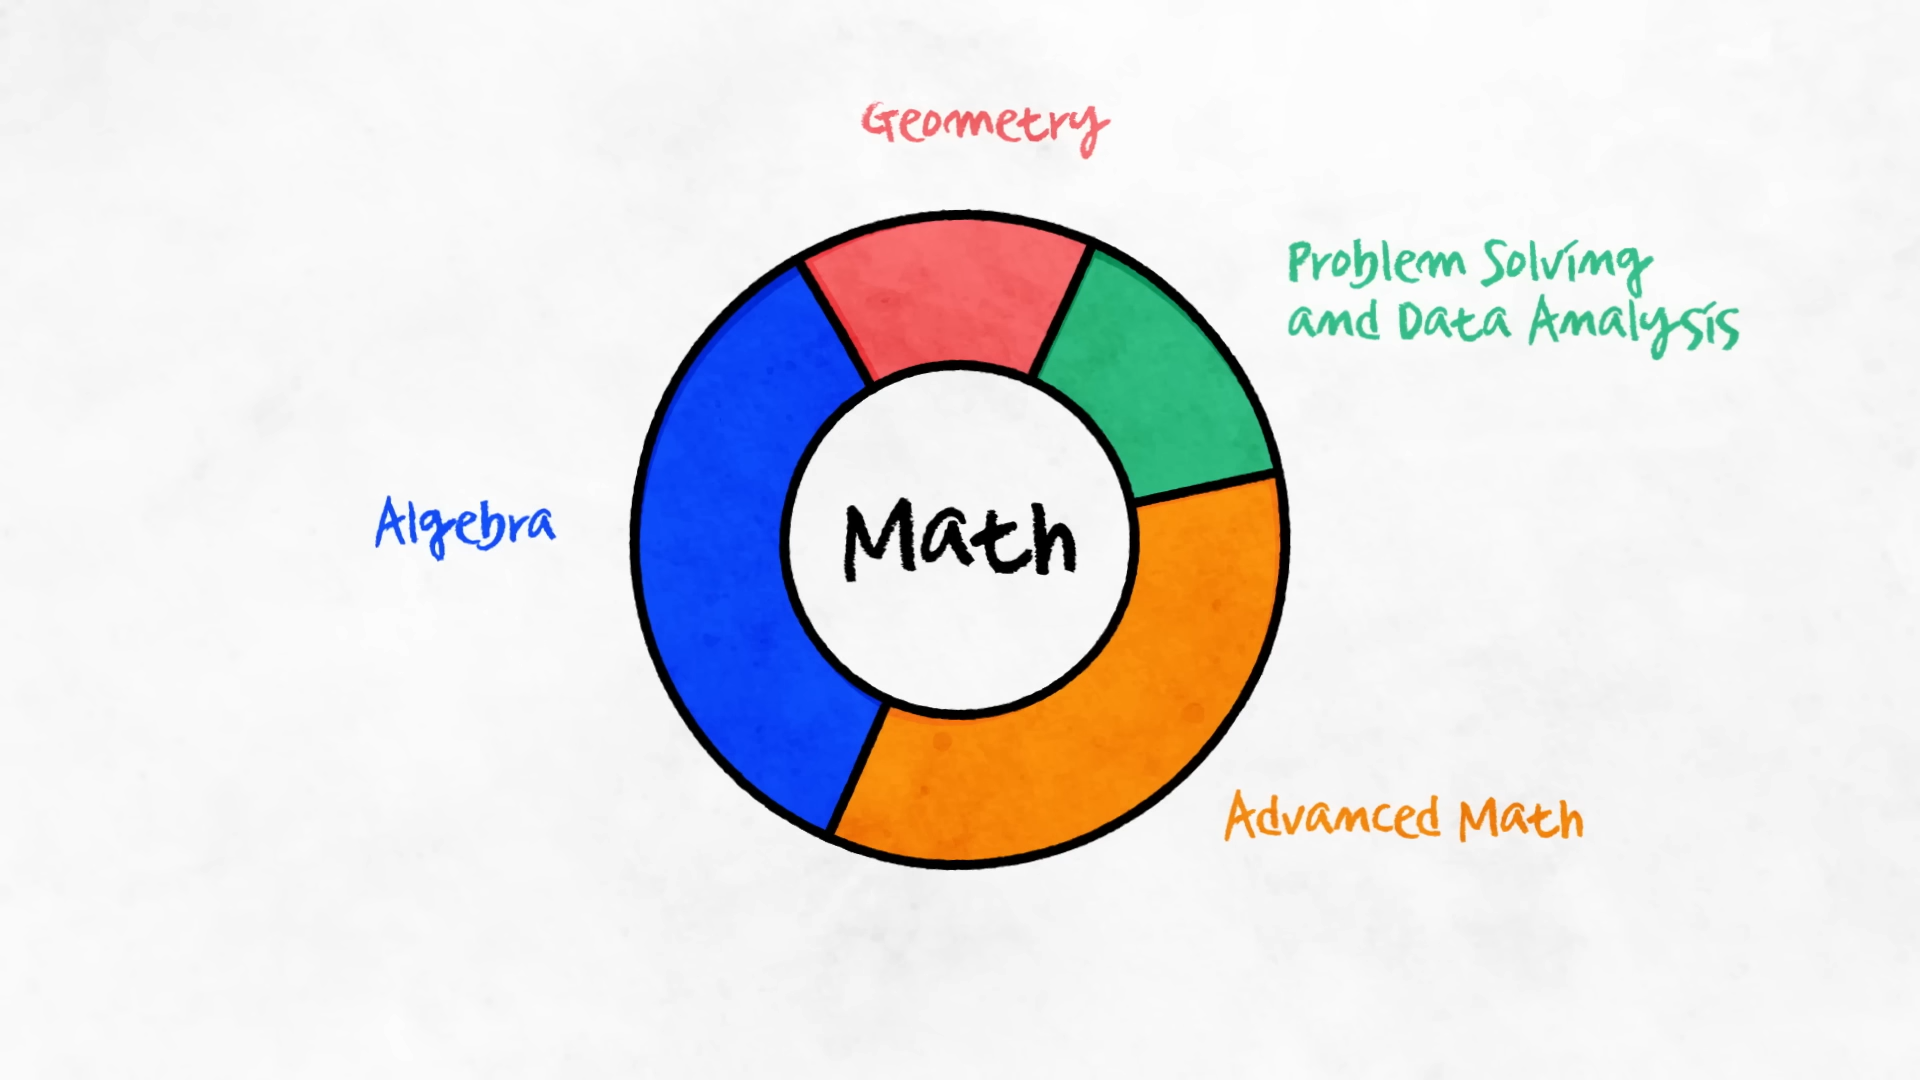 Geometry
Problem Solving
and Data Analysis
Algebra
Math
Advanced Math